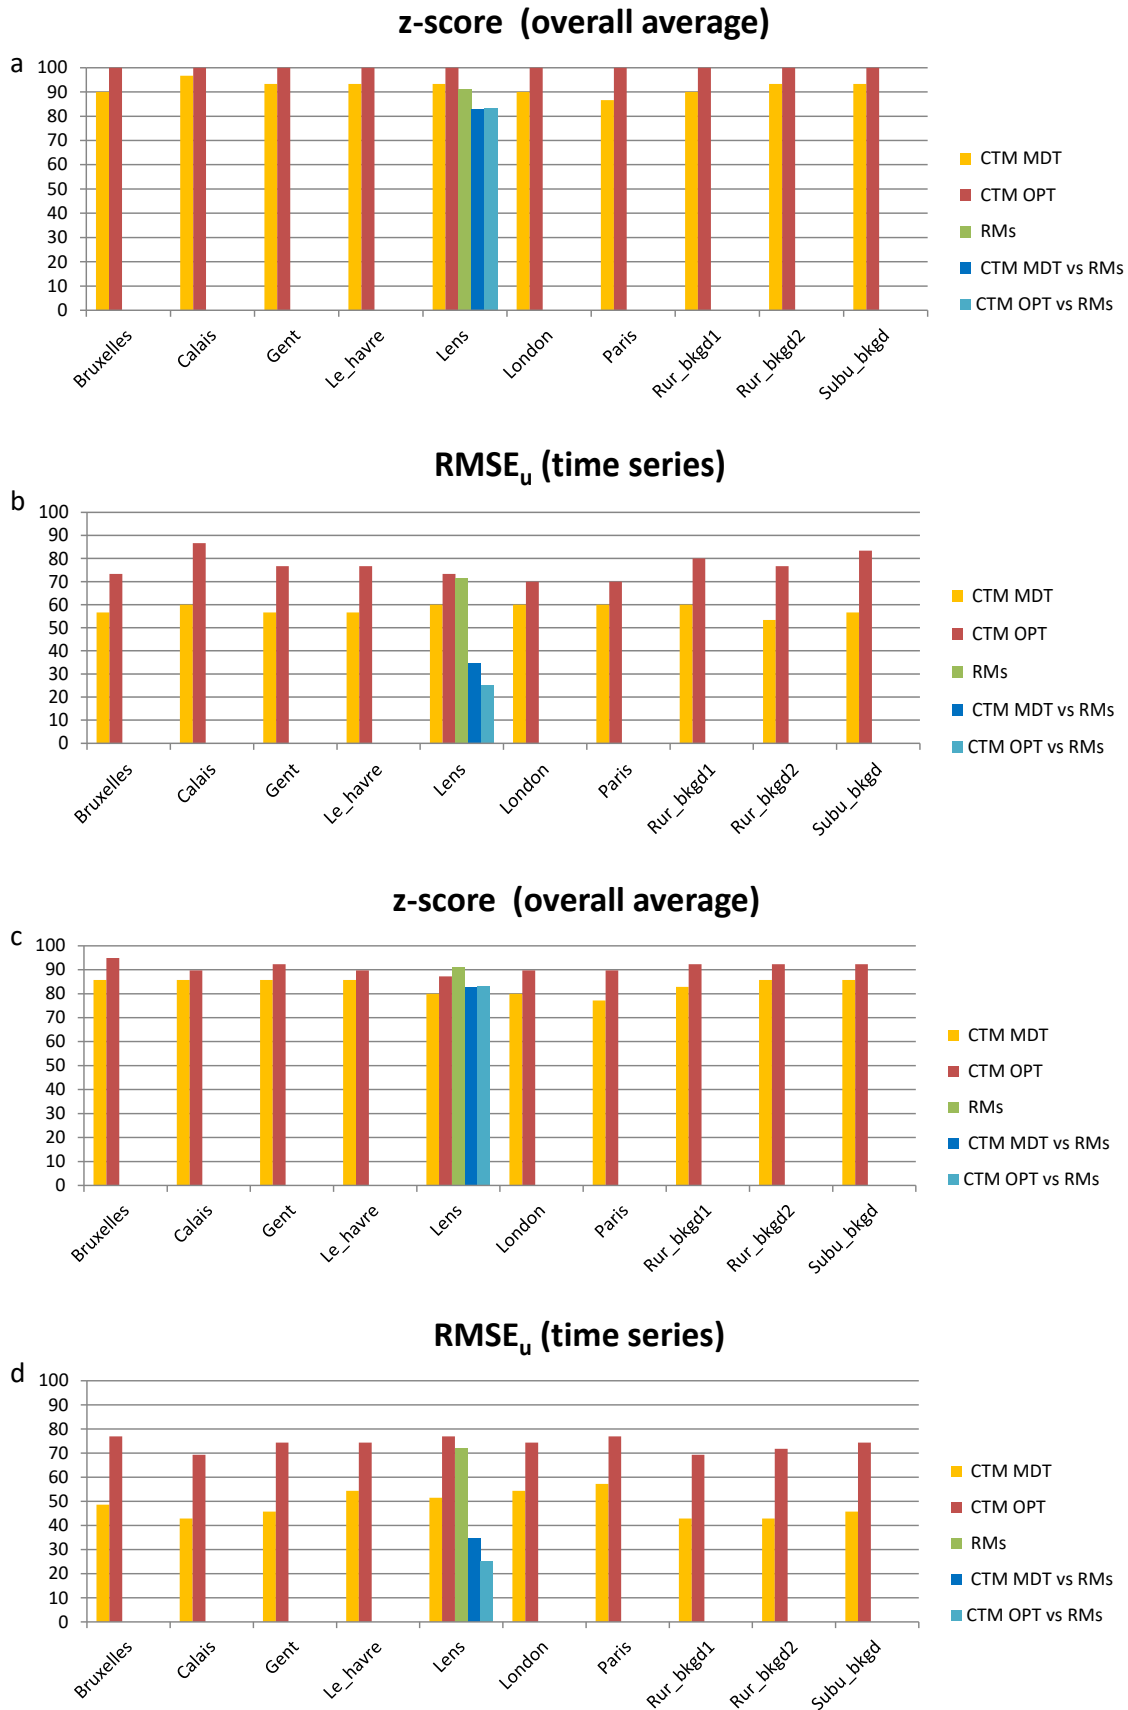 z-score (overall average)
a
100
90
80
70
60
50
40
30
20
10
0
Bruxelles
Calais
Gent
Le_havre
Lens
London
Paris
Rur_bkgd1
Rur_bkgd2
Subu_bkgd
CTM MDT
CTM OPT
RMs
CTM MDT vs RMs
CTM OPT vs RMs
RMSEu (time series)
b
100
90
80
70
60
50
40
30
20
10
0
Bruxelles
Calais
Gent
Le_havre
Lens
London
Paris
Rur_bkgd1
Rur_bkgd2
Subu_bkgd
CTM MDT
CTM OPT
RMs
CTM MDT vs RMs
CTM OPT vs RMs
z-score (overall average)
c
100
90
80
70
60
50
40
30
20
10
0
Bruxelles
Calais
Gent
Le_havre
Lens
London
Paris
Rur_bkgd1
Rur_bkgd2
Subu_bkgd
CTM MDT
CTM OPT
RMs
CTM MDT vs RMs
CTM OPT vs RMs
RMSEu (time series)
d
100
90
80
70
60
50
40
30
20
10
0
Bruxelles
Calais
Gent
Le_havre
Lens
London
Paris
Rur_bkgd1
Rur_bkgd2
Subu_bkgd
CTM MDT
CTM OPT
RMs
CTM MDT vs RMs
CTM OPT vs RMs